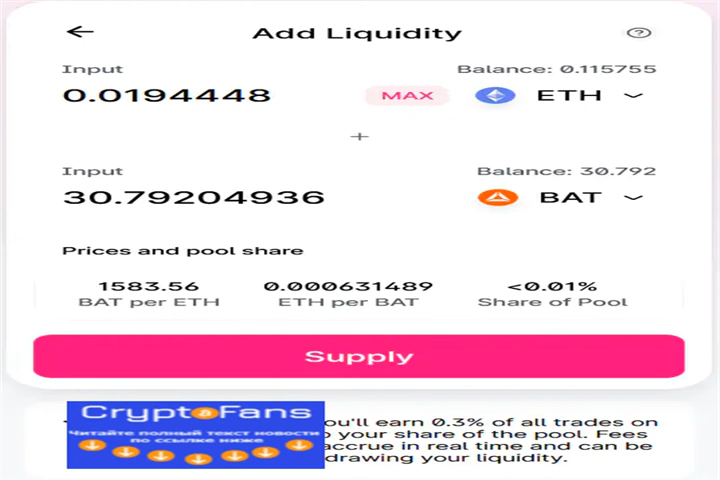 Add Liquidity
Input
Balance: 0.115755
0.0194448
MAX
ETH
+
Input
Balance: 30.792
30.79204936
BAT
Prices and pool share
1583.56
0.000631489
<0.01%
BAT per ETH
ETH per BAT
Share of Pool
Supply
CryptoFans
Читайте полный текст новости
по ссылке ниже
ou'll earn 0.3% of all trades on
o your share of the pool. Fees
accrue in real time and can be
drawing your liquidity.